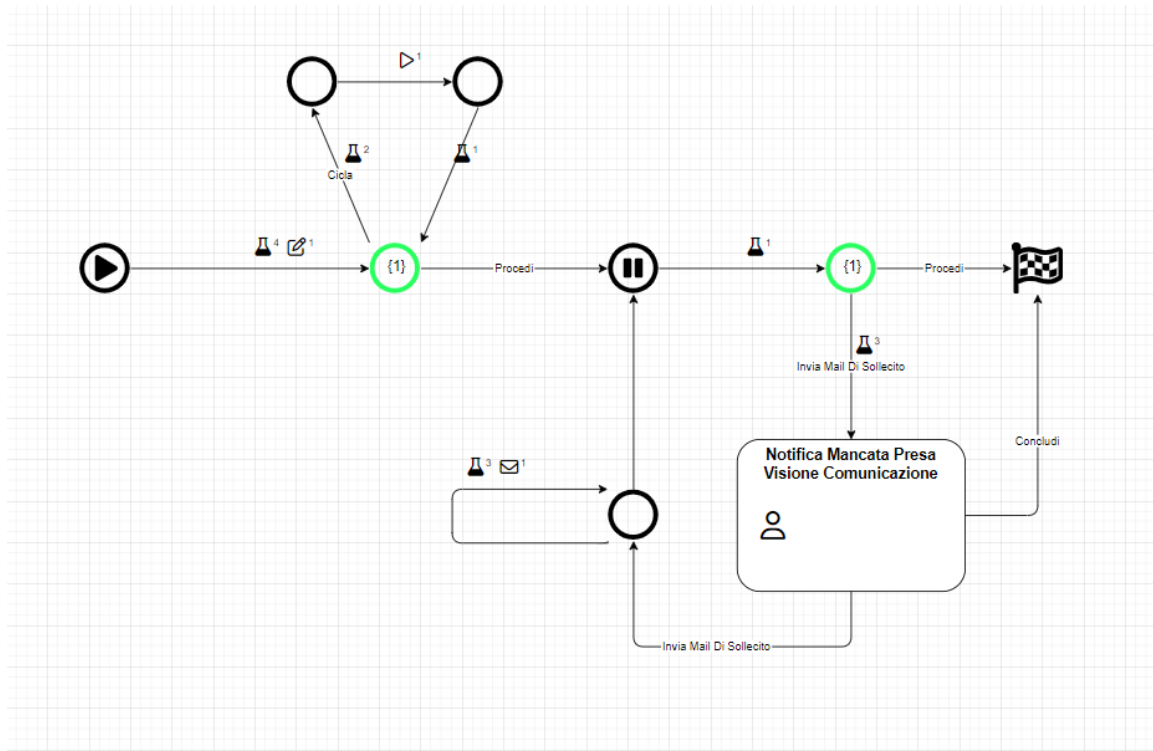 1
2
1
Cicla
4
1
{1}
Procedi
1
{1}
Procedi
3
Invia Mail Di Sollecito
Concludi
Notifica Mancata Presa
Visione Comunicazione
3
1
Invia Mail Di Sollecito